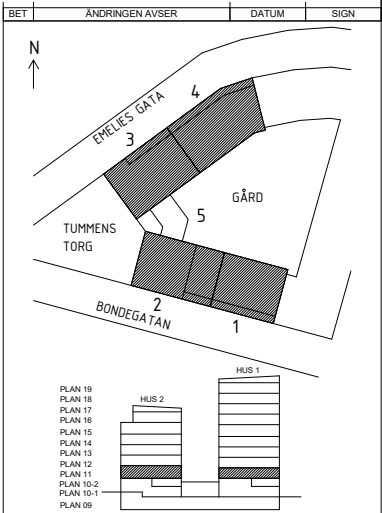 BET ÄNDRINGEN AVSER DATUM SIGN
N
EMELIES GATA
4
3
GÅRD
5
TUMMENS
TORG
2
BONDEGATAN
1
HUS 1
HUS 2
PLAN 19
PLAN 18
PLAN 17
PLAN 16
PLAN 15
PLAN 14
PLAN 13
PLAN 12
PLAN 11
PLAN 10-2
PLAN 10-1
PLAN 09